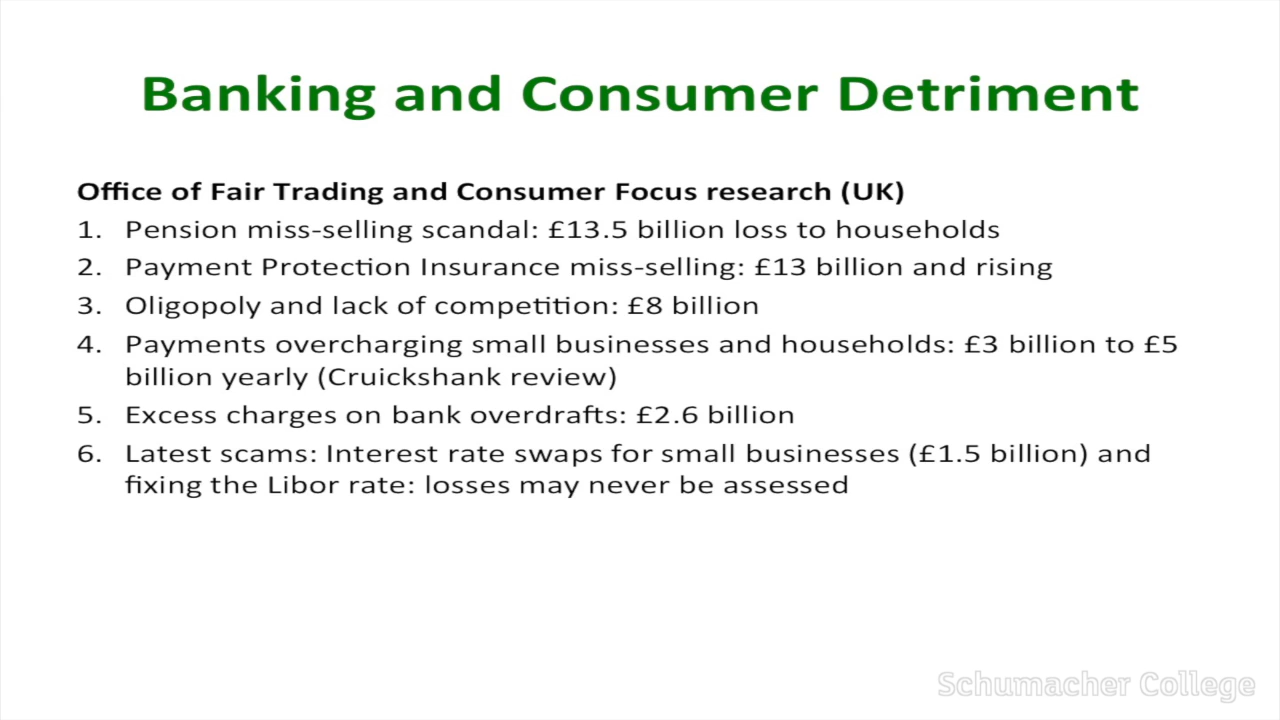 Banking and Consumer Detriment
Office of Fair Trading and Consumer Focus research (UK)
1. Pension miss-selling scandal: £13.5 billion loss to households
2. Payment Protection Insurance miss-selling: £13 billion and rising
3. Oligopoly and lack of competition: £8 billion
4. Payments overcharging small businesses and households: £3 billion to £5
billion yearly (Cruickshank review)
5. Excess charges on bank overdrafts: £2.6 billion
6. Latest scams: Interest rate swaps for small businesses (£1.5 billion) and
fixing the Libor rate: losses may never be assessed
Schumacher College